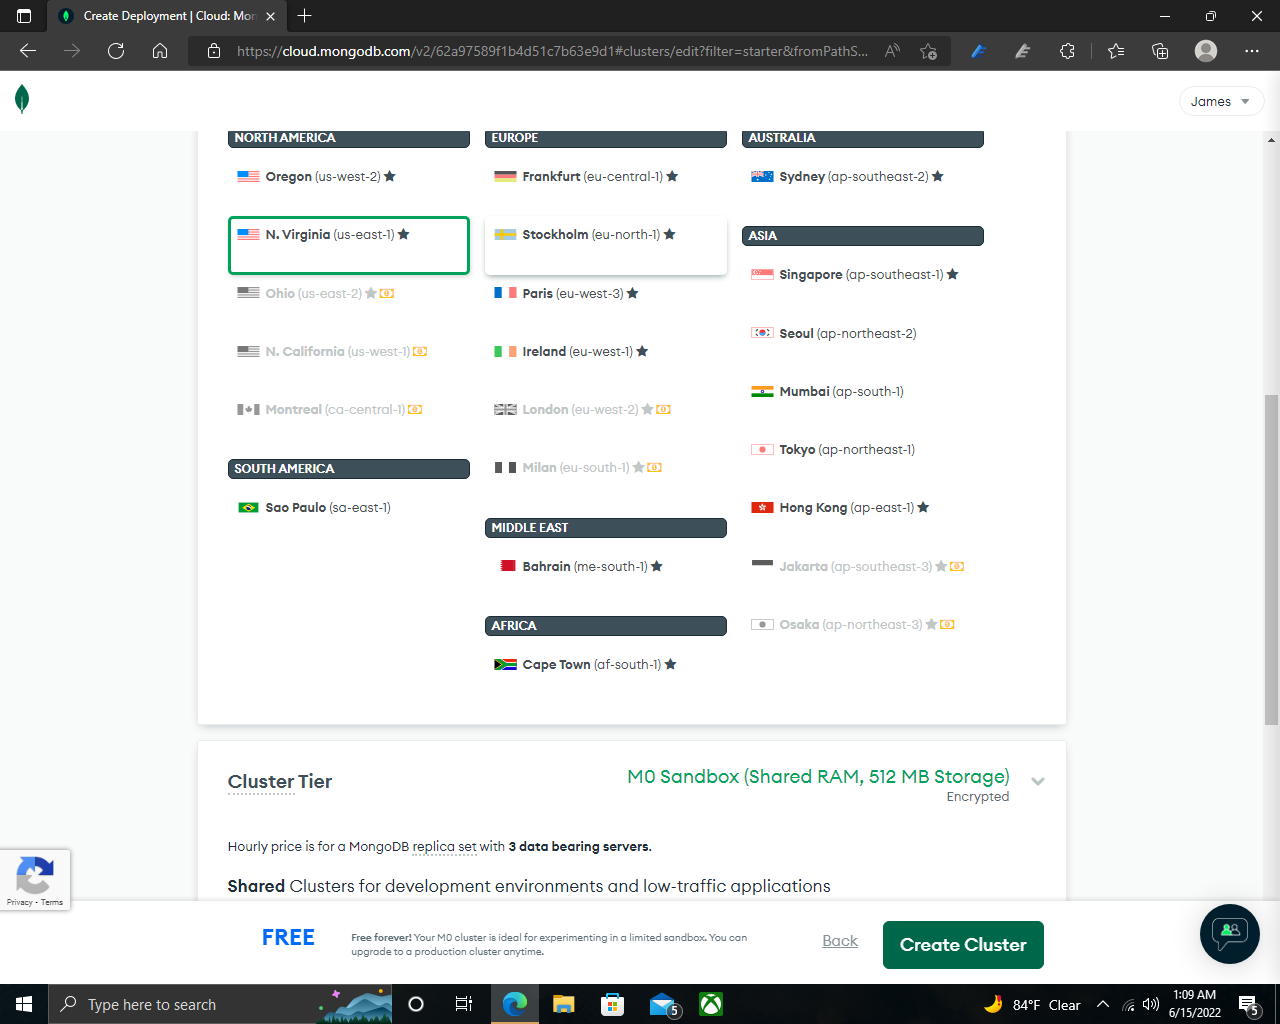 Create Deployment | Cloud: Mon
https://cloud.mongodb.com/v2/62a97589f1b4d51c7b63e9d1#clusters/edit?filter=starter&fromPathS...
James
NORTH AMERICA
Oregon (us-west-2)
N. Virginia (us-east-1)
Ohio (us-east-2)
N. California (us-west-1)
Montreal (ca-central-1)
SOUTH AMERICA
Sao Paulo (sa-east-1)
EUROPE
Frankfurt (eu-central-1)
Stockholm (eu-north-1)
Paris (eu-west-3)
Ireland (eu-west-1)
London (eu-west-2)
Milan (eu-south-1)
MIDDLE EAST
Bahrain (me-south-1)
AFRICA
Cape Town (af-south-1)
AUSTRALIA
Sydney (ap-southeast-2)
ASIA
Singapore (ap-southeast-1)
Seoul (ap-northeast-2)
Mumbai (ap-south-1)
Tokyo (ap-northeast-1)
Hong Kong (ap-east-1)
Jakarta (ap-southeast-3)
Osaka (ap-northeast-3)
Cluster Tier
M0 Sandbox (Shared RAM, 512 MB Storage)
Encrypted
Hourly price is for a MongoDB replica set with 3 data bearing servers.
Shared Clusters for development environments and low-traffic applications
Privacy - Terms
FREE
Free forever! Your M0 cluster is ideal for experimenting in a limited sandbox. You can
upgrade to a production cluster anytime.
Back
Create Cluster
Type here to search
5
84°F Clear
1:09 AM
6/15/2022
5